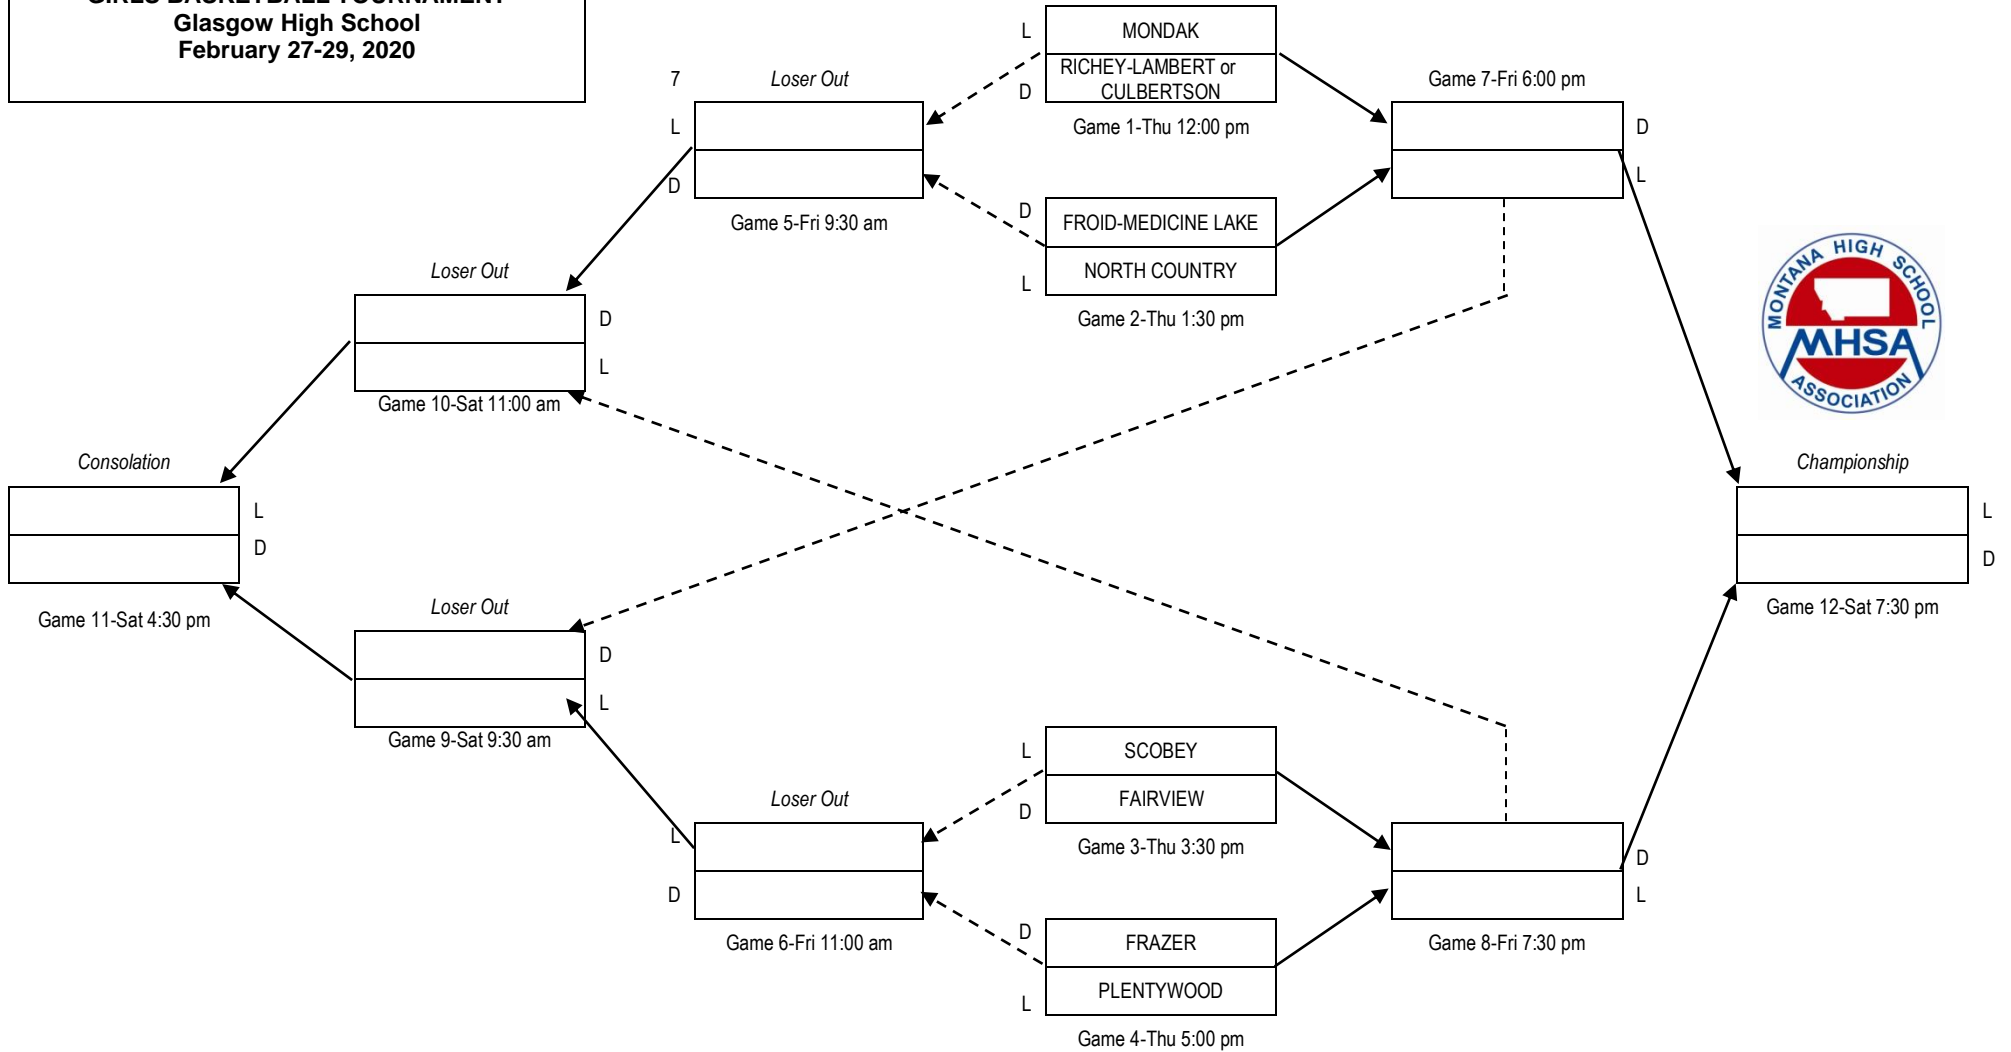 GIRLS BASKETBALL TOURNAMENT
Glasgow High School
February 27-29, 2020
L
MONDAK
RICHEY-LAMBERT or
CULBERTSON
D
Game 1-Thu 12:00 pm
7
Loser Out
L
D
Game 5-Fri 9:30 am
Game 7-Fri 6:00 pm
D
L
D
FROID-MEDICINE LAKE
NORTH COUNTRY
L
Game 2-Thu 1:30 pm
MONTANA HIGH SCHOOL
MHSA
ASSOCIATION
Loser Out
D
L
Game 10-Sat 11:00 am
Consolation
L
D
Game 11-Sat 4:30 pm
Championship
L
D
Game 12-Sat 7:30 pm
Loser Out
D
L
Game 9-Sat 9:30 am
L
SCOBEY
FAIRVIEW
D
Game 3-Thu 3:30 pm
Loser Out
L
D
Game 6-Fri 11:00 am
D
L
Game 8-Fri 7:30 pm
D
FRAZER
PLENTYWOOD
L
Game 4-Thu 5:00 pm